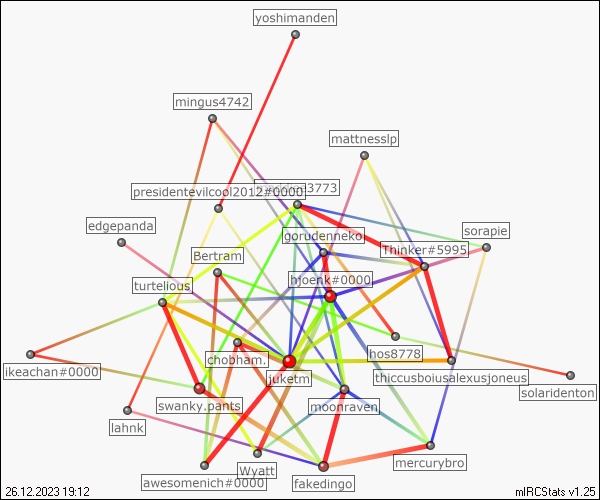 yoshimanden
mingus4742
mattnesslp
presidentevilcool2012#0000
3773
edgepanda
sorapie
gorudenneko
Thinker#5995
Bertram
hjoenk#0000
turtelious
hos8778
chobham.
ikeachan#0000
juketm
thiccusboiusalexusjoneus
solaridenton
swanky.pants
moonraven
lahnk
mercurybro
Wyatt
awesomenich#0000
fakedingo
26.12.2023 19:12
mIRCStats v1.25